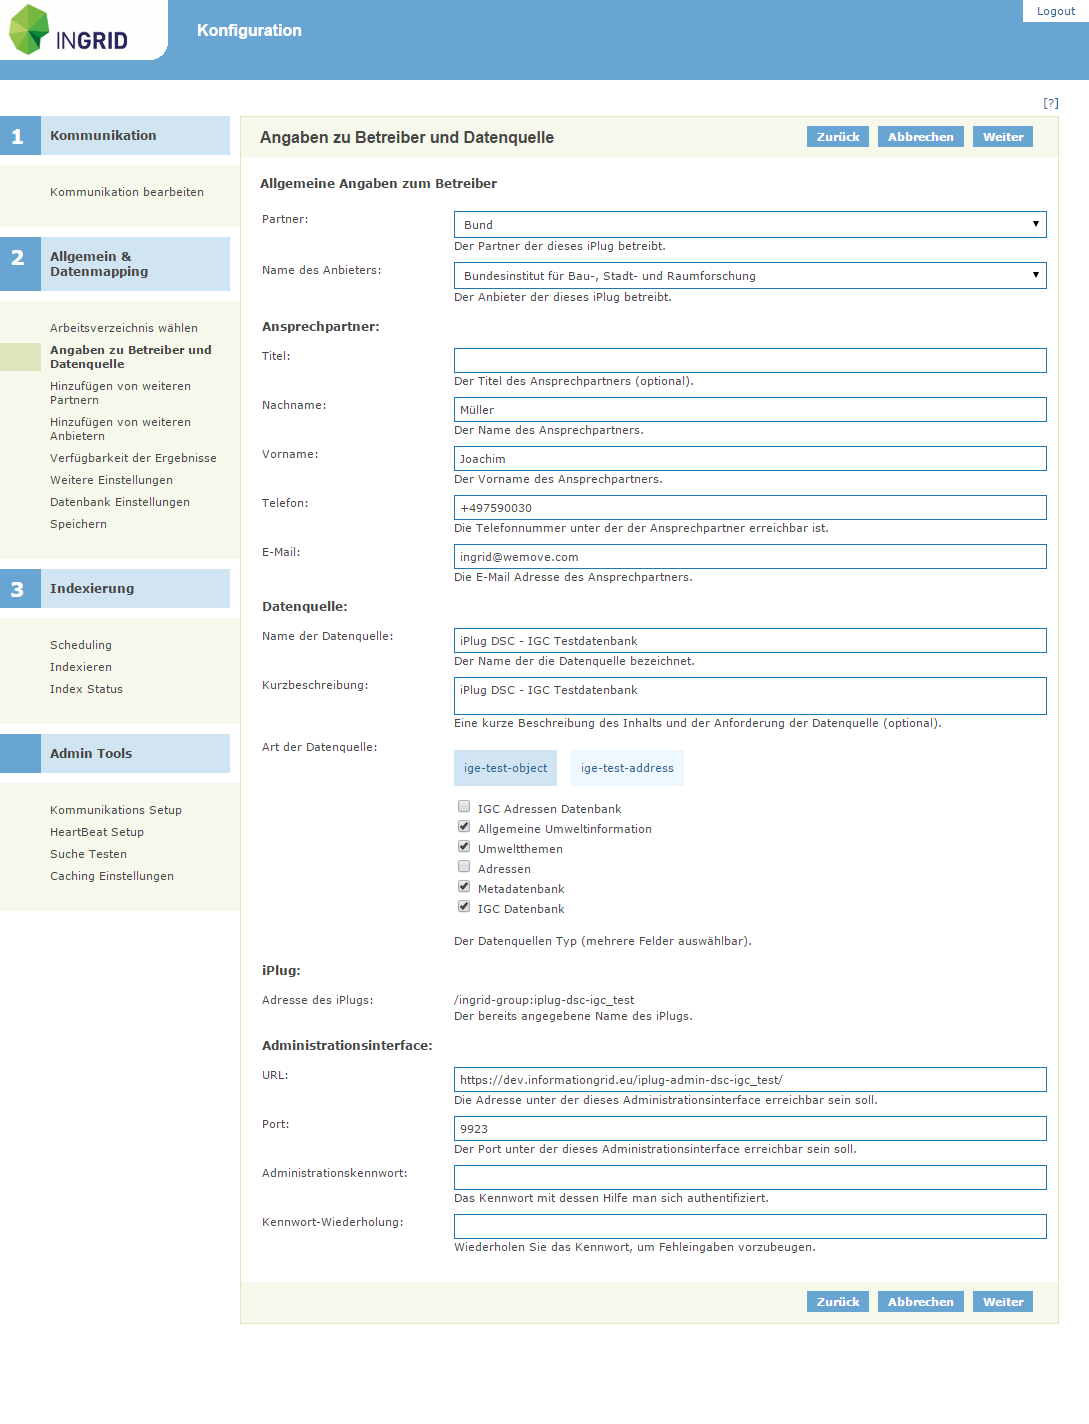 INGRID
Konfiguration
Logout
[?]
1 Kommunikation
Kommunikation bearbeiten
2 Allgemein &
Datenmapping
Arbeitsverzeichnis wählen
Angaben zu Betreiber und
Datenquelle
Hinzufügen von weiteren
Partnern
Hinzufügen von weiteren
Anbietern
Verfügbarkeit der Ergebnisse
Weitere Einstellungen
Datenbank Einstellungen
Speichern
3 Indexierung
Scheduling
Indexieren
Index Status
Admin Tools
Kommunikations Setup
HeartBeat Setup
Suche Testen
Caching Einstellungen
Angaben zu Betreiber und Datenquelle
Zurück Abbrechen Weiter
Allgemeine Angaben zum Betreiber
Partner: Bund
Der Partner der dieses iPlug betreibt.
Name des Anbieters: Bundesinstitut für Bau-, Stadt- und Raumforschung
Der Anbieter der dieses iPlug betreibt.
Ansprechpartner:
Titel:
Der Titel des Ansprechpartners (optional).
Nachname: Müller
Der Name des Ansprechpartners.
Vorname: Joachim
Der Vorname des Ansprechpartners.
Telefon: +497590030
Die Telefonnummer unter der der Ansprechpartner erreichbar ist.
E-Mail: ingrid@wemove.com
Die E-Mail Adresse des Ansprechpartners.
Datenquelle:
Name der Datenquelle: iPlug DSC - IGC Testdatenbank
Der Name der die Datenquelle bezeichnet.
Kurzbeschreibung: iPlug DSC - IGC Testdatenbank
Eine kurze Beschreibung des Inhalts und der Anforderung der Datenquelle (optional).
Art der Datenquelle:
ige-test-object ige-test-address
IGC Adressen Datenbank
Allgemeine Umweltinformation
Umweltthemen
Adressen
Metadatenbank
IGC Datenbank
Der Datenquellen Typ (mehrere Felder auswählbar).
iPlug:
Adresse des iPlugs: /ingrid-group:iplug-dsc-igc_test
Der bereits angegebene Name des iPlugs.
Administrationsinterface:
URL: https://dev.informationgrid.eu/iplug-admin-dsc-igc_test/
Die Adresse unter der dieses Administrationsinterface erreichbar sein soll.
Port: 9923
Der Port unter der dieses Administrationsinterface erreichbar sein soll.
Administrationskennwort:
Das Kennwort mit dessen Hilfe man sich authentifiziert.
Kennwort-Wiederholung:
Wiederholen Sie das Kennwort, um Fehleingaben vorzubeugen.
Zurück Abbrechen Weiter